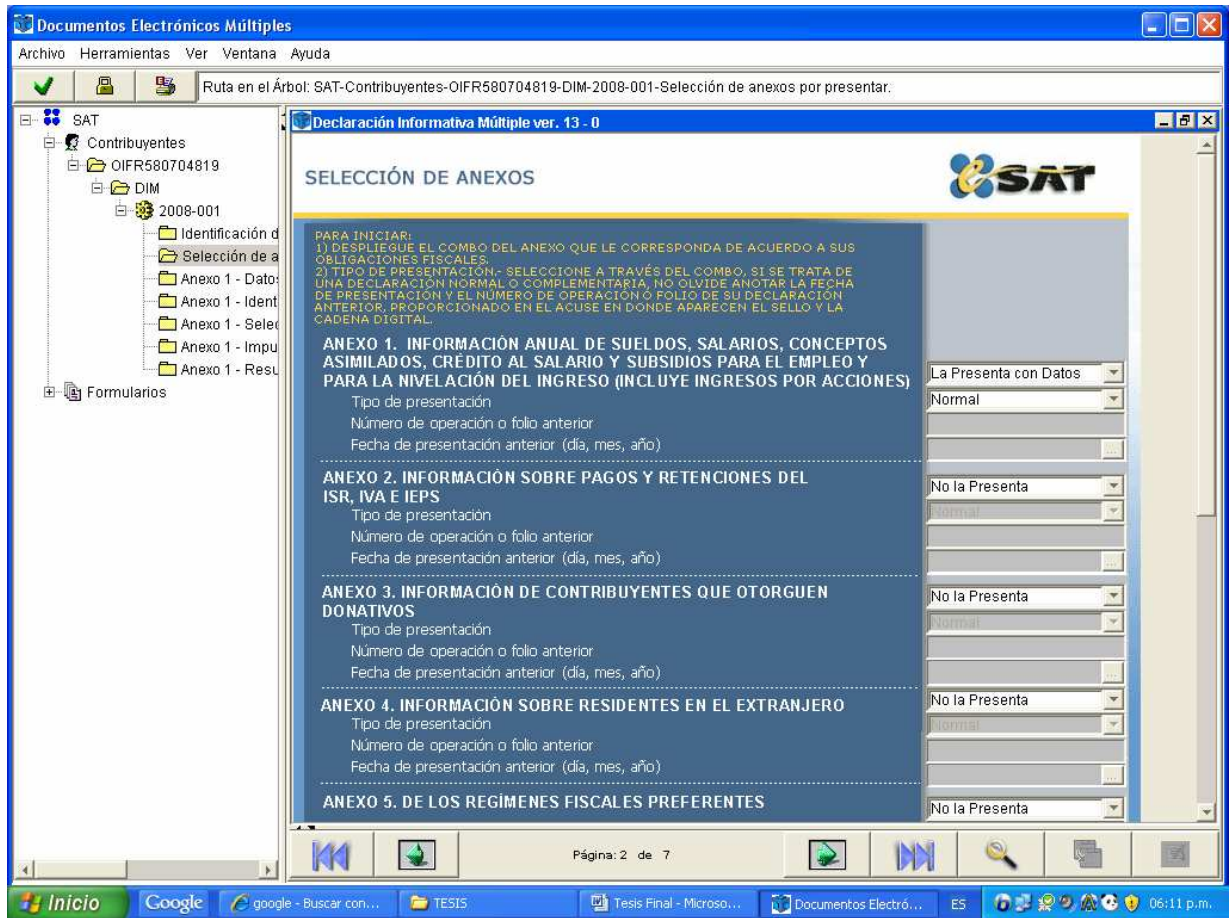 Documentos Electrónicos Múltiples
Archivo Herramientas Ver Ventana Ayuda
Ruta en el Árbol: SAT-Contribuyentes-OIFR580704819-DIM-2008-001-Selección de anexos por presentar.
SAT
Contribuyentes
OIFR580704819
DIM
2008-001
Identificación d
Selección de a
Anexo 1 - Datos
Anexo 1 - Ident
Anexo 1 - Selec
Anexo 1 - Impu
Anexo 1 - Resu
Formularios
Declaración Informativa Múltiple ver. 13 - 0
SELECCIÓN DE ANEXOS
SAT
PARA INICIAR:
1) DESPLIEGUE EL COMBO DEL ANEXO QUE LE CORRESPONDA DE ACUERDO A SUS
OBLIGACIONES FISCALES.
2) TIPO DE PRESENTACIÓN.- SELECCIONE A TRAVÉS DEL COMBO, SI SE TRATA DE
UNA DECLARACIÓN NORMAL O COMPLEMENTARIA, NO OLVIDE ANOTAR LA FECHA
DE PRESENTACIÓN Y EL NÚMERO DE OPERACIÓN Ó FOLIO DE SU DECLARACIÓN
ANTERIOR, PROPORCIONADO EN EL ACUSE EN DONDE APARECEN EL SELLO Y LA
CADENA DIGITAL.
ANEXO 1. INFORMACIÓN ANUAL DE SUELDOS, SALARIOS, CONCEPTOS
ASIMILADOS, CRÉDITO AL SALARIO Y SUBSIDIOS PARA EL EMPLEO Y
PARA LA NIVELACIÓN DEL INGRESO (INCLUYE INGRESOS POR ACCIONES)
La Presenta con Datos
Tipo de presentación
Normal
Número de operación o folio anterior
Fecha de presentación anterior (día, mes, año)
...
ANEXO 2. INFORMACIÓN SOBRE PAGOS Y RETENCIONES DEL
ISR, IVA E IEPS
No la Presenta
Tipo de presentación
Normal
Número de operación o folio anterior
Fecha de presentación anterior (día, mes, año)
...
ANEXO 3. INFORMACIÓN DE CONTRIBUYENTES QUE OTORGUEN
DONATIVOS
No la Presenta
Tipo de presentación
Normal
Número de operación o folio anterior
Fecha de presentación anterior (día, mes, año)
...
ANEXO 4. INFORMACIÓN SOBRE RESIDENTES EN EL EXTRANJERO
No la Presenta
Tipo de presentación
Normal
Número de operación o folio anterior
Fecha de presentación anterior (día, mes, año)
...
ANEXO 5. DE LOS REGÍMENES FISCALES PREFERENTES
No la Presenta
Página: 2 de 7
Inicio
Google
google - Buscar con...
TESIS
Tesis Final - Microso...
Documentos Electró...
ES
06:11 p.m.